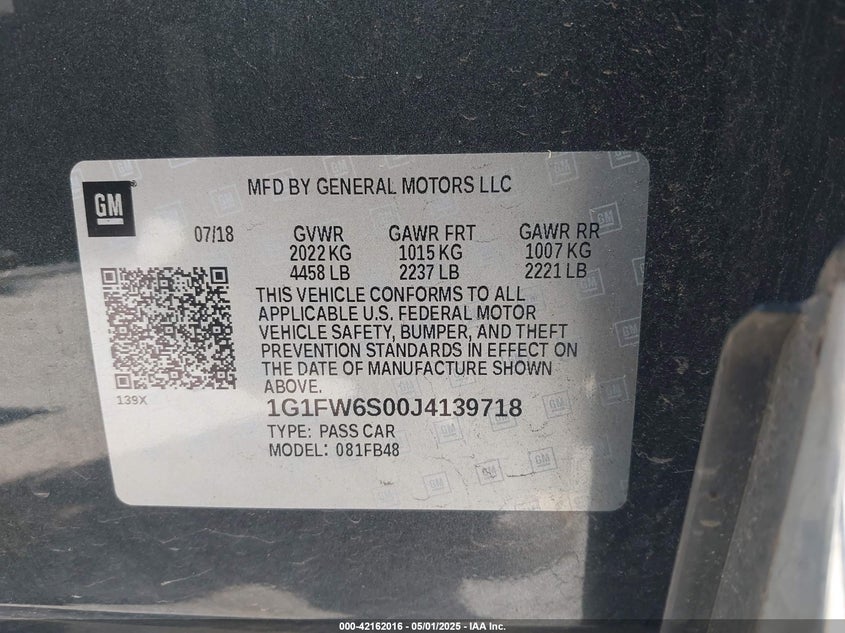 GM
MFD BY GENERAL MOTORS LLC
07/18 GVWR GAWR FRT GAWR RR
2022 KG 1015 KG 1007 KG
4458 LB 2237 LB 2221 LB
THIS VEHICLE CONFORMS TO ALL
APPLICABLE U.S. FEDERAL MOTOR
VEHICLE SAFETY, BUMPER, AND THEFT
PREVENTION STANDARDS IN EFFECT ON
THE DATE OF MANUFACTURE SHOWN
ABOVE.
139X
1G1FW6S00J4139718
TYPE: PASS CAR
MODEL: 081FB48
000-42162016 - 05/01/2025 - IAA Inc.